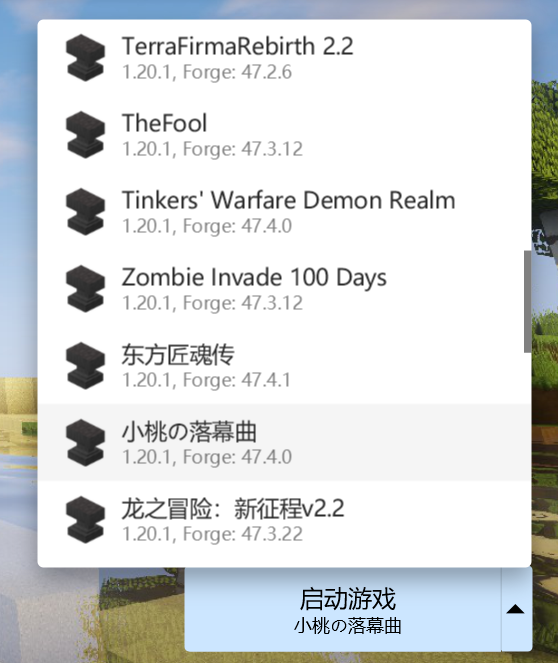 TerraFirmaRebirth 2.2
1.20.1, Forge: 47.2.6
TheFool
1.20.1, Forge: 47.3.12
Tinkers' Warfare Demon Realm
1.20.1, Forge: 47.4.0
Zombie Invade 100 Days
1.20.1, Forge: 47.3.12
东方匠魂传
1.20.1, Forge: 47.4.1
小桃の落幕曲
1.20.1, Forge: 47.4.0
龙之冒险：新征程v2.2
1.20.1, Forge: 47.3.22
启动游戏
小桃の落幕曲